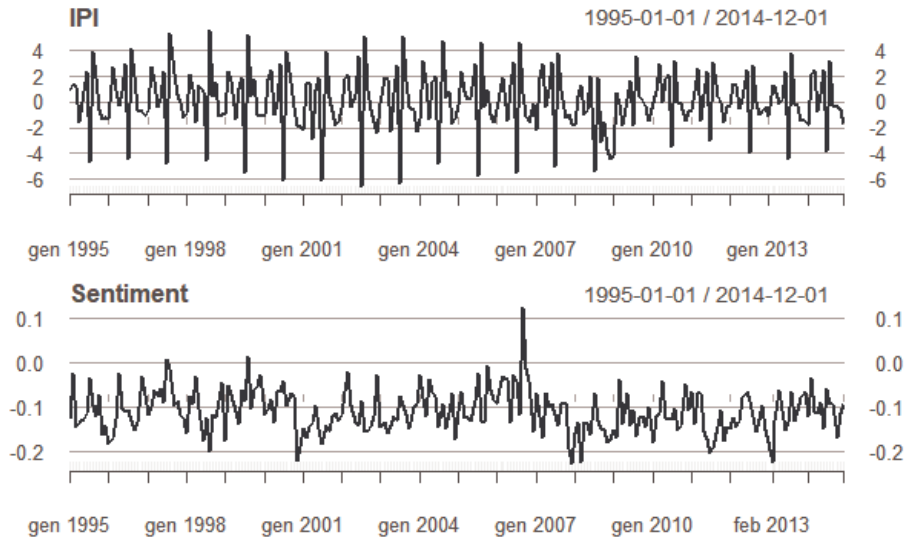 IPI 1995-01-01 / 2014-12-01
4 4
2 2
0 0
-2 -2
-4 -4
-6 -6
gen 1995 gen 1998 gen 2001 gen 2004 gen 2007 gen 2010 gen 2013
Sentiment 1995-01-01 / 2014-12-01
0.1 0.1
0.0 0.0
-0.1 -0.1
-0.2 -0.2
gen 1995 gen 1998 gen 2001 gen 2004 gen 2007 gen 2010 feb 2013